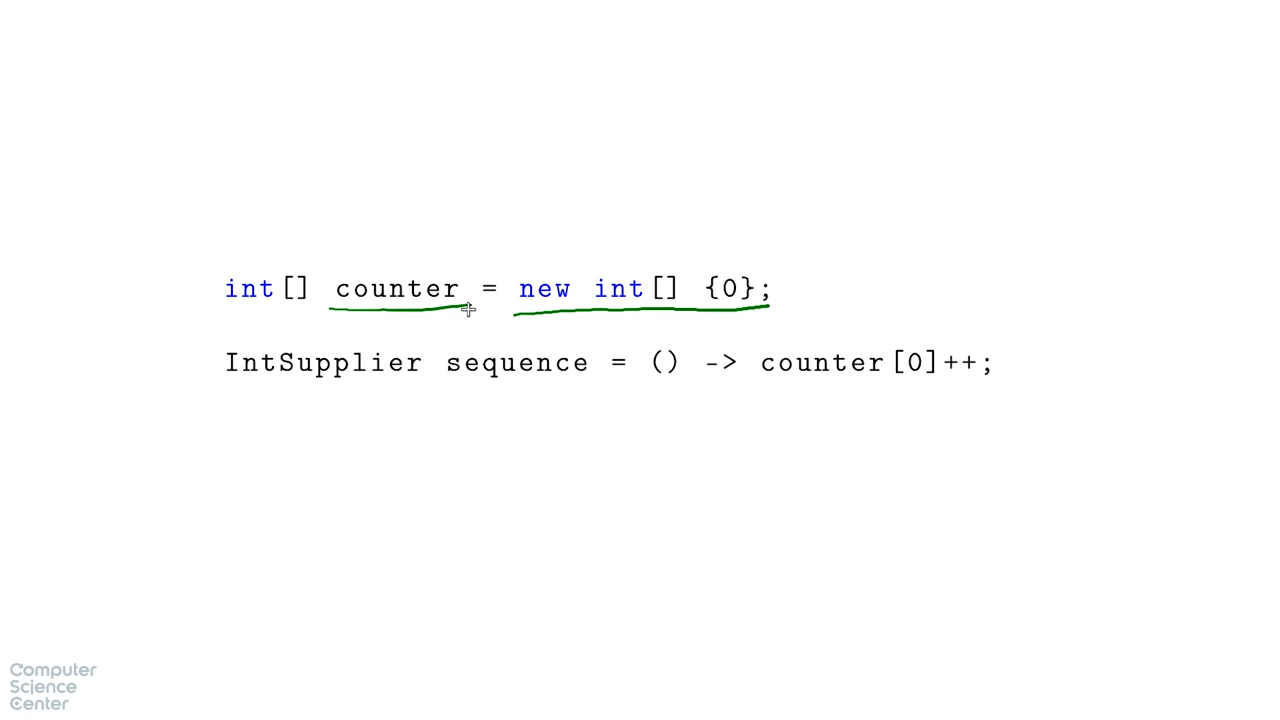 int[] counter = new int[] {0};
IntSupplier sequence = () -> counter[0]++;
Computer
Science
Center